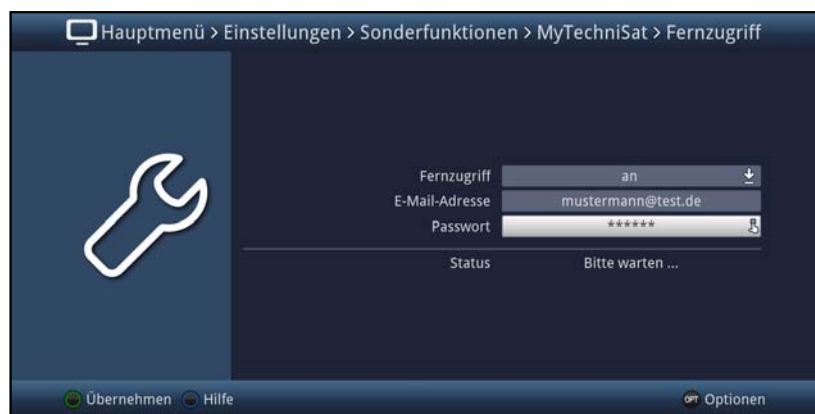 Hauptmenü > Einstellungen > Sonderfunktionen > MyTechniSat > Fernzugriff
Fernzugriff an
E-Mail-Adresse mustermann@test.de
Passwort ******
Status Bitte warten ...
Übernehmen Hilfe OPT Optionen